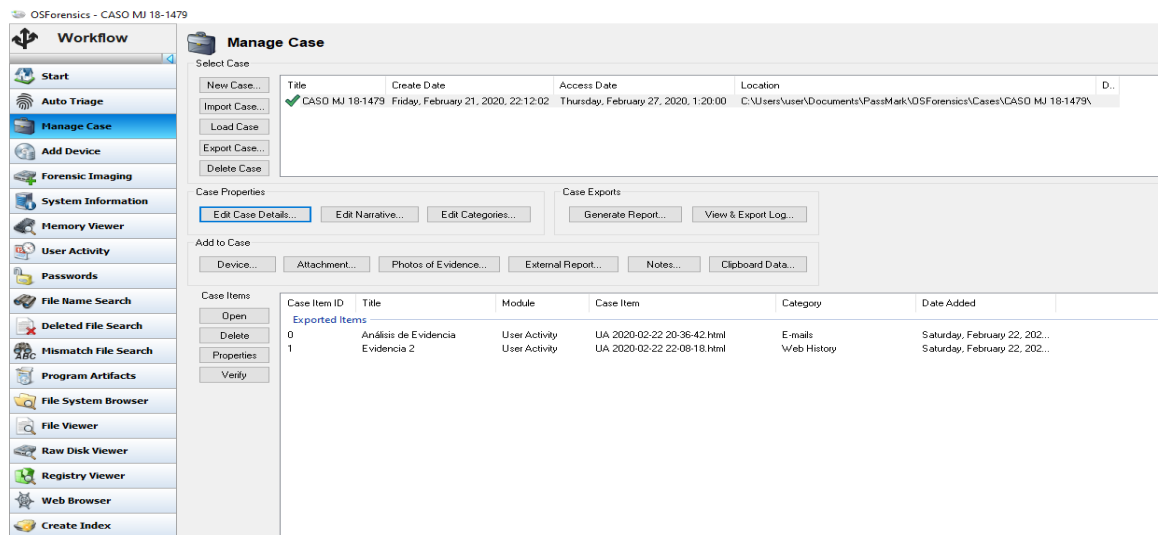 OSForensics - CASO MJ 18-1479
Workflow
Start
Auto Triage
Manage Case
Add Device
Forensic Imaging
System Information
Memory Viewer
User Activity
Passwords
File Name Search
Deleted File Search
Mismatch File Search
Program Artifacts
File System Browser
File Viewer
Raw Disk Viewer
Registry Viewer
Web Browser
Create Index
Manage Case
Select Case
New Case...
Import Case...
Load Case
Export Case...
Delete Case
Title Create Date Access Date Location D..
CASO MJ 18-1479 Friday, February 21, 2020, 22:12:02 Thursday, February 27, 2020, 1:20:00 C:\Users\user\Documents\PassMark\OSForensics\Cases\CASO MJ 18-1479\
Case Properties
Edit Case Details... Edit Narrative... Edit Categories...
Case Exports
Generate Report... View & Export Log...
Add to Case
Device... Attachment... Photos of Evidence... External Report... Notes... Clipboard Data...
Case Items
Open
Delete
Properties
Verify
Case Item ID Title Module Case Item Category Date Added
Exported Items
0 Análisis de Evidencia User Activity UA 2020-02-22 20-36-42.html E-mails Saturday, February 22, 202...
1 Evidencia 2 User Activity UA 2020-02-22 22-08-18.html Web History Saturday, February 22, 202...